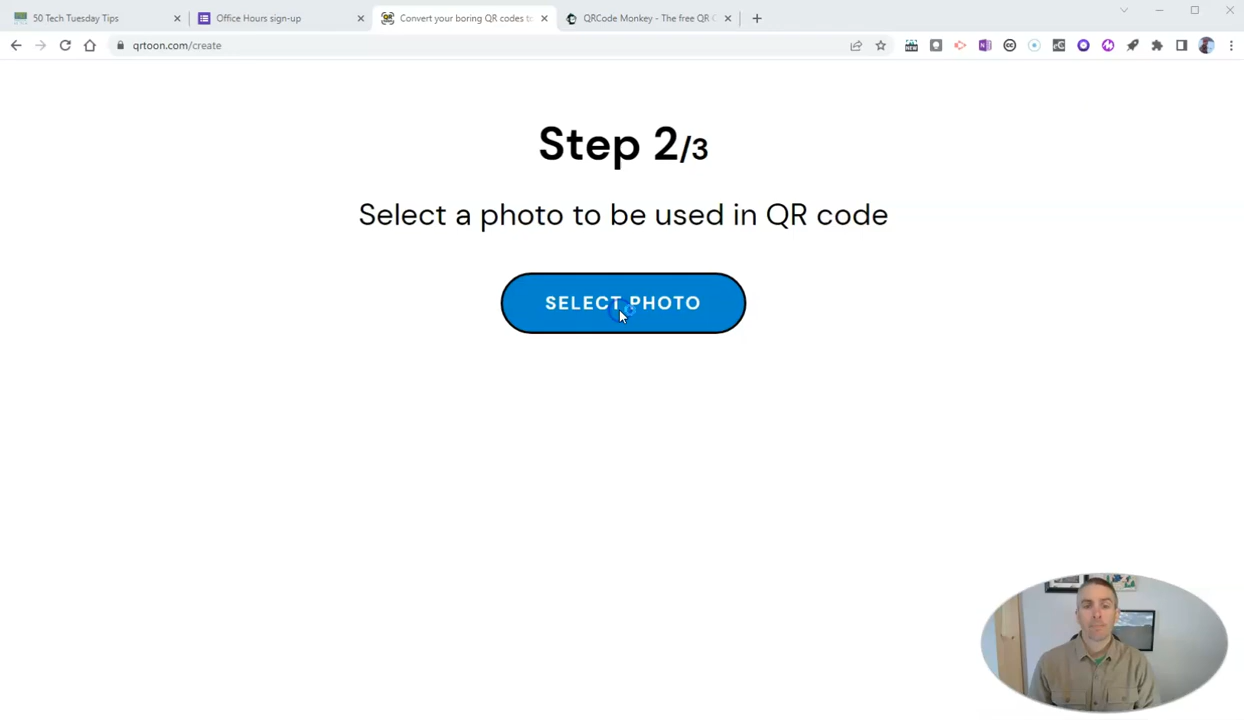 50 Tech Tuesday Tips
Office Hours sign-up
Convert your boring QR codes to
QRCode Monkey - The free QR C
qrtoon.com/create
Step 2/3
Select a photo to be used in QR code
SELECT PHOTO